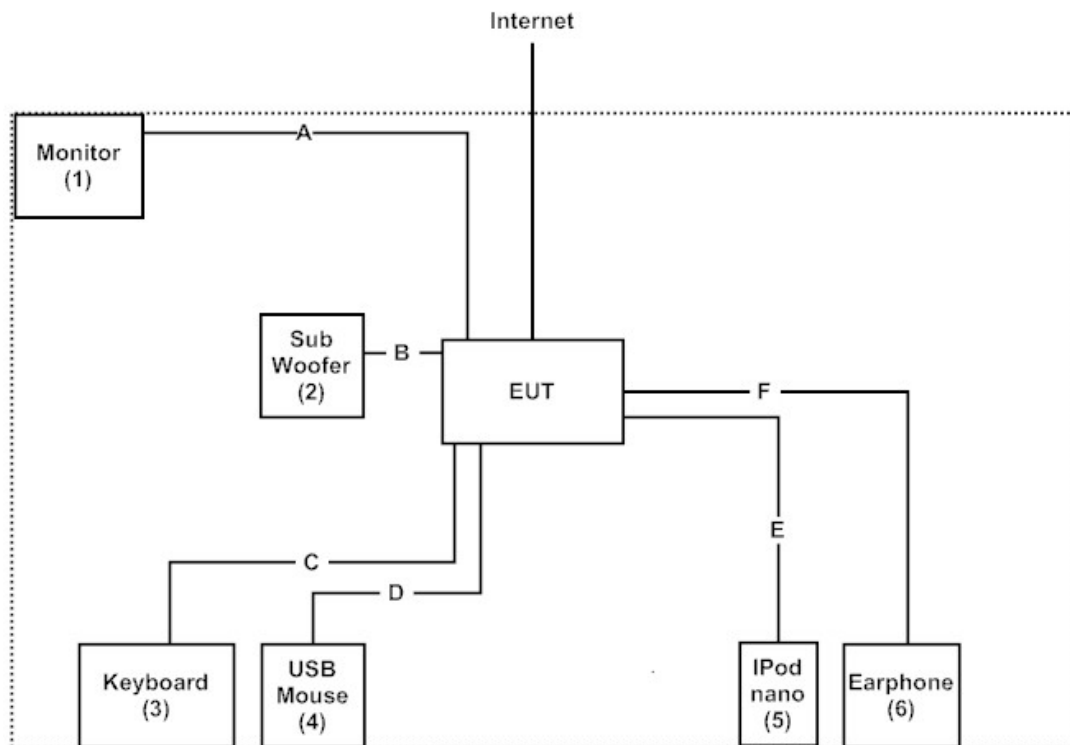 Internet
A
Monitor
(1)
Sub
Woofer
(2)
B
EUT
F
E
C
D
Keyboard
(3)
USB
Mouse
(4)
IPod
nano
(5)
Earphone
(6)